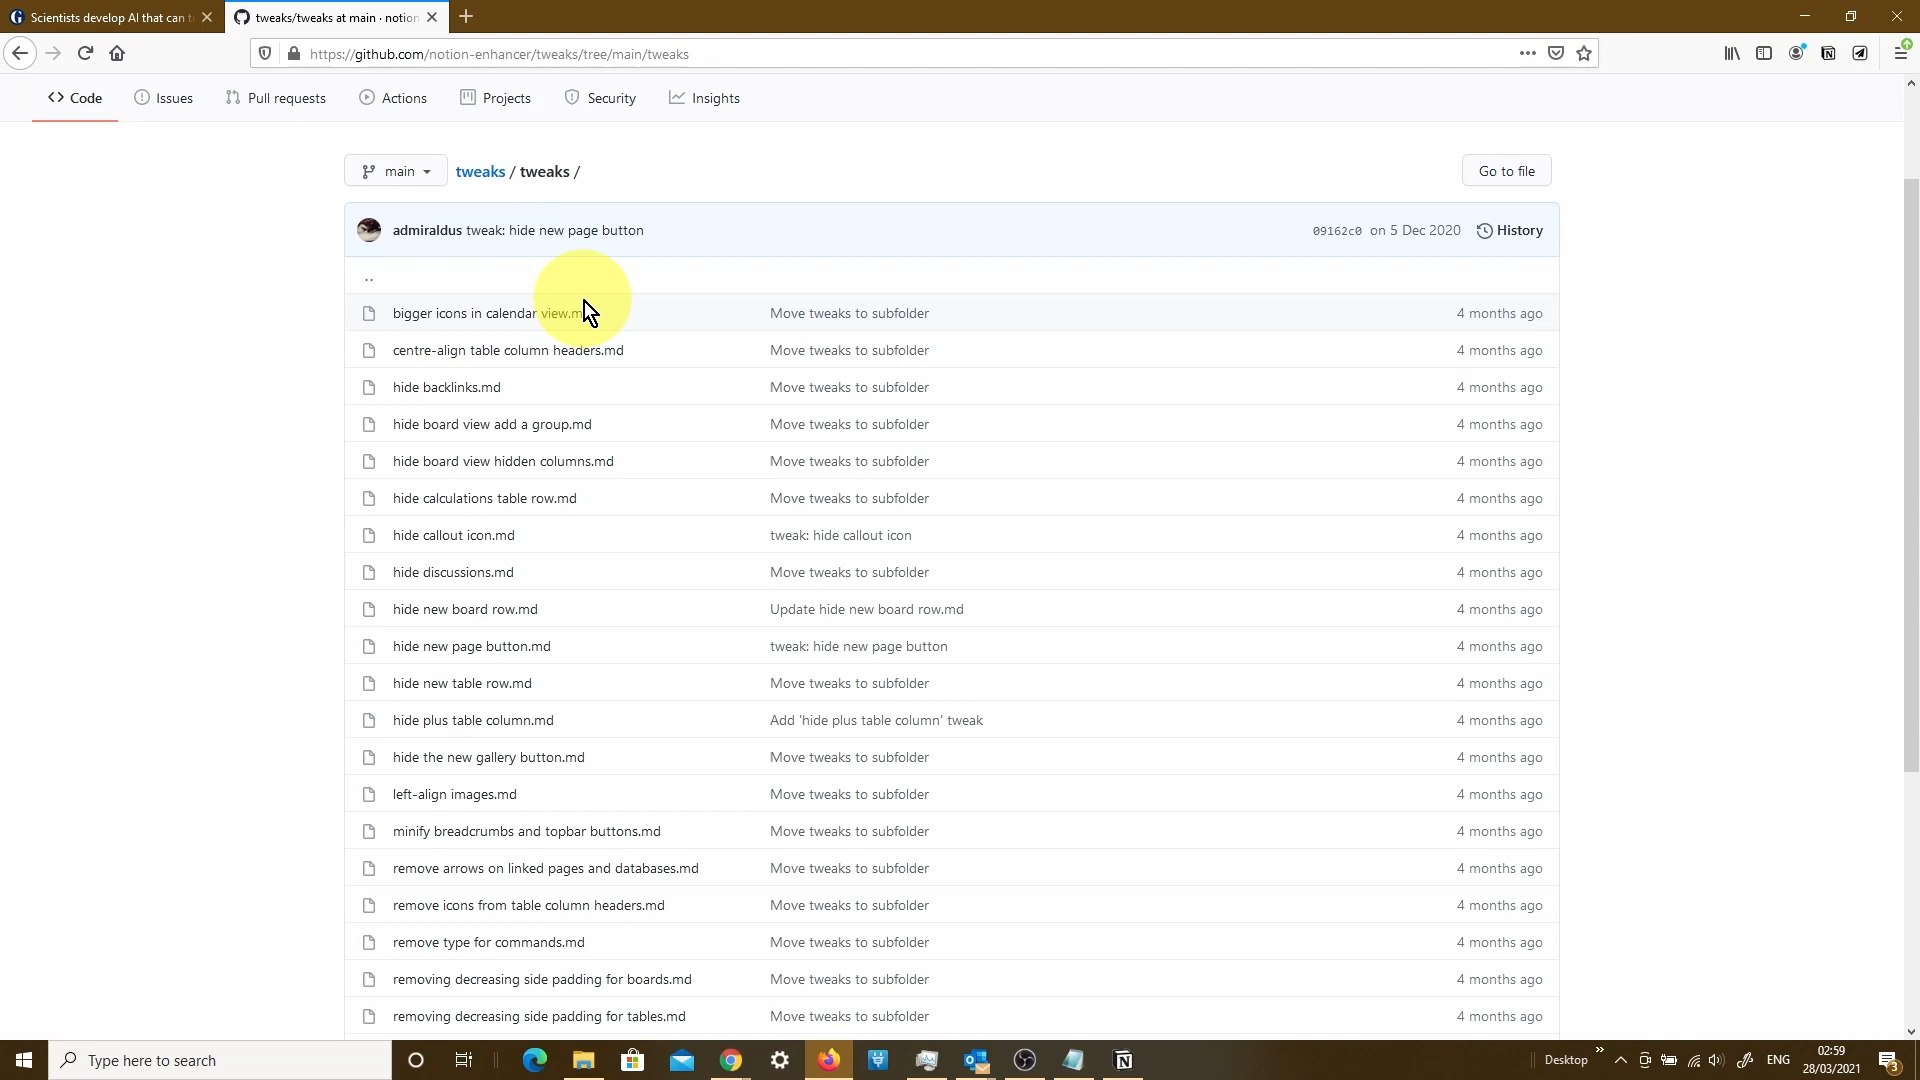 Scientists develop AI that can t
tweaks/tweaks at main · notion
https://github.com/notion-enhancer/tweaks/tree/main/tweaks
Code Issues Pull requests Actions Projects Security Insights
main tweaks / tweaks / Go to file
admiraldus tweak: hide new page button 09162c0 on 5 Dec 2020 History
..
bigger icons in calendar view.m Move tweaks to subfolder 4 months ago
centre-align table column headers.md Move tweaks to subfolder 4 months ago
hide backlinks.md Move tweaks to subfolder 4 months ago
hide board view add a group.md Move tweaks to subfolder 4 months ago
hide board view hidden columns.md Move tweaks to subfolder 4 months ago
hide calculations table row.md Move tweaks to subfolder 4 months ago
hide callout icon.md tweak: hide callout icon 4 months ago
hide discussions.md Move tweaks to subfolder 4 months ago
hide new board row.md Update hide new board row.md 4 months ago
hide new page button.md tweak: hide new page button 4 months ago
hide new table row.md Move tweaks to subfolder 4 months ago
hide plus table column.md Add 'hide plus table column' tweak 4 months ago
hide the new gallery button.md Move tweaks to subfolder 4 months ago
left-align images.md Move tweaks to subfolder 4 months ago
minify breadcrumbs and topbar buttons.md Move tweaks to subfolder 4 months ago
remove arrows on linked pages and databases.md Move tweaks to subfolder 4 months ago
remove icons from table column headers.md Move tweaks to subfolder 4 months ago
remove type for commands.md Move tweaks to subfolder 4 months ago
removing decreasing side padding for boards.md Move tweaks to subfolder 4 months ago
removing decreasing side padding for tables.md Move tweaks to subfolder 4 months ago
Type here to search Desktop ENG 02:59
28/03/2021 3